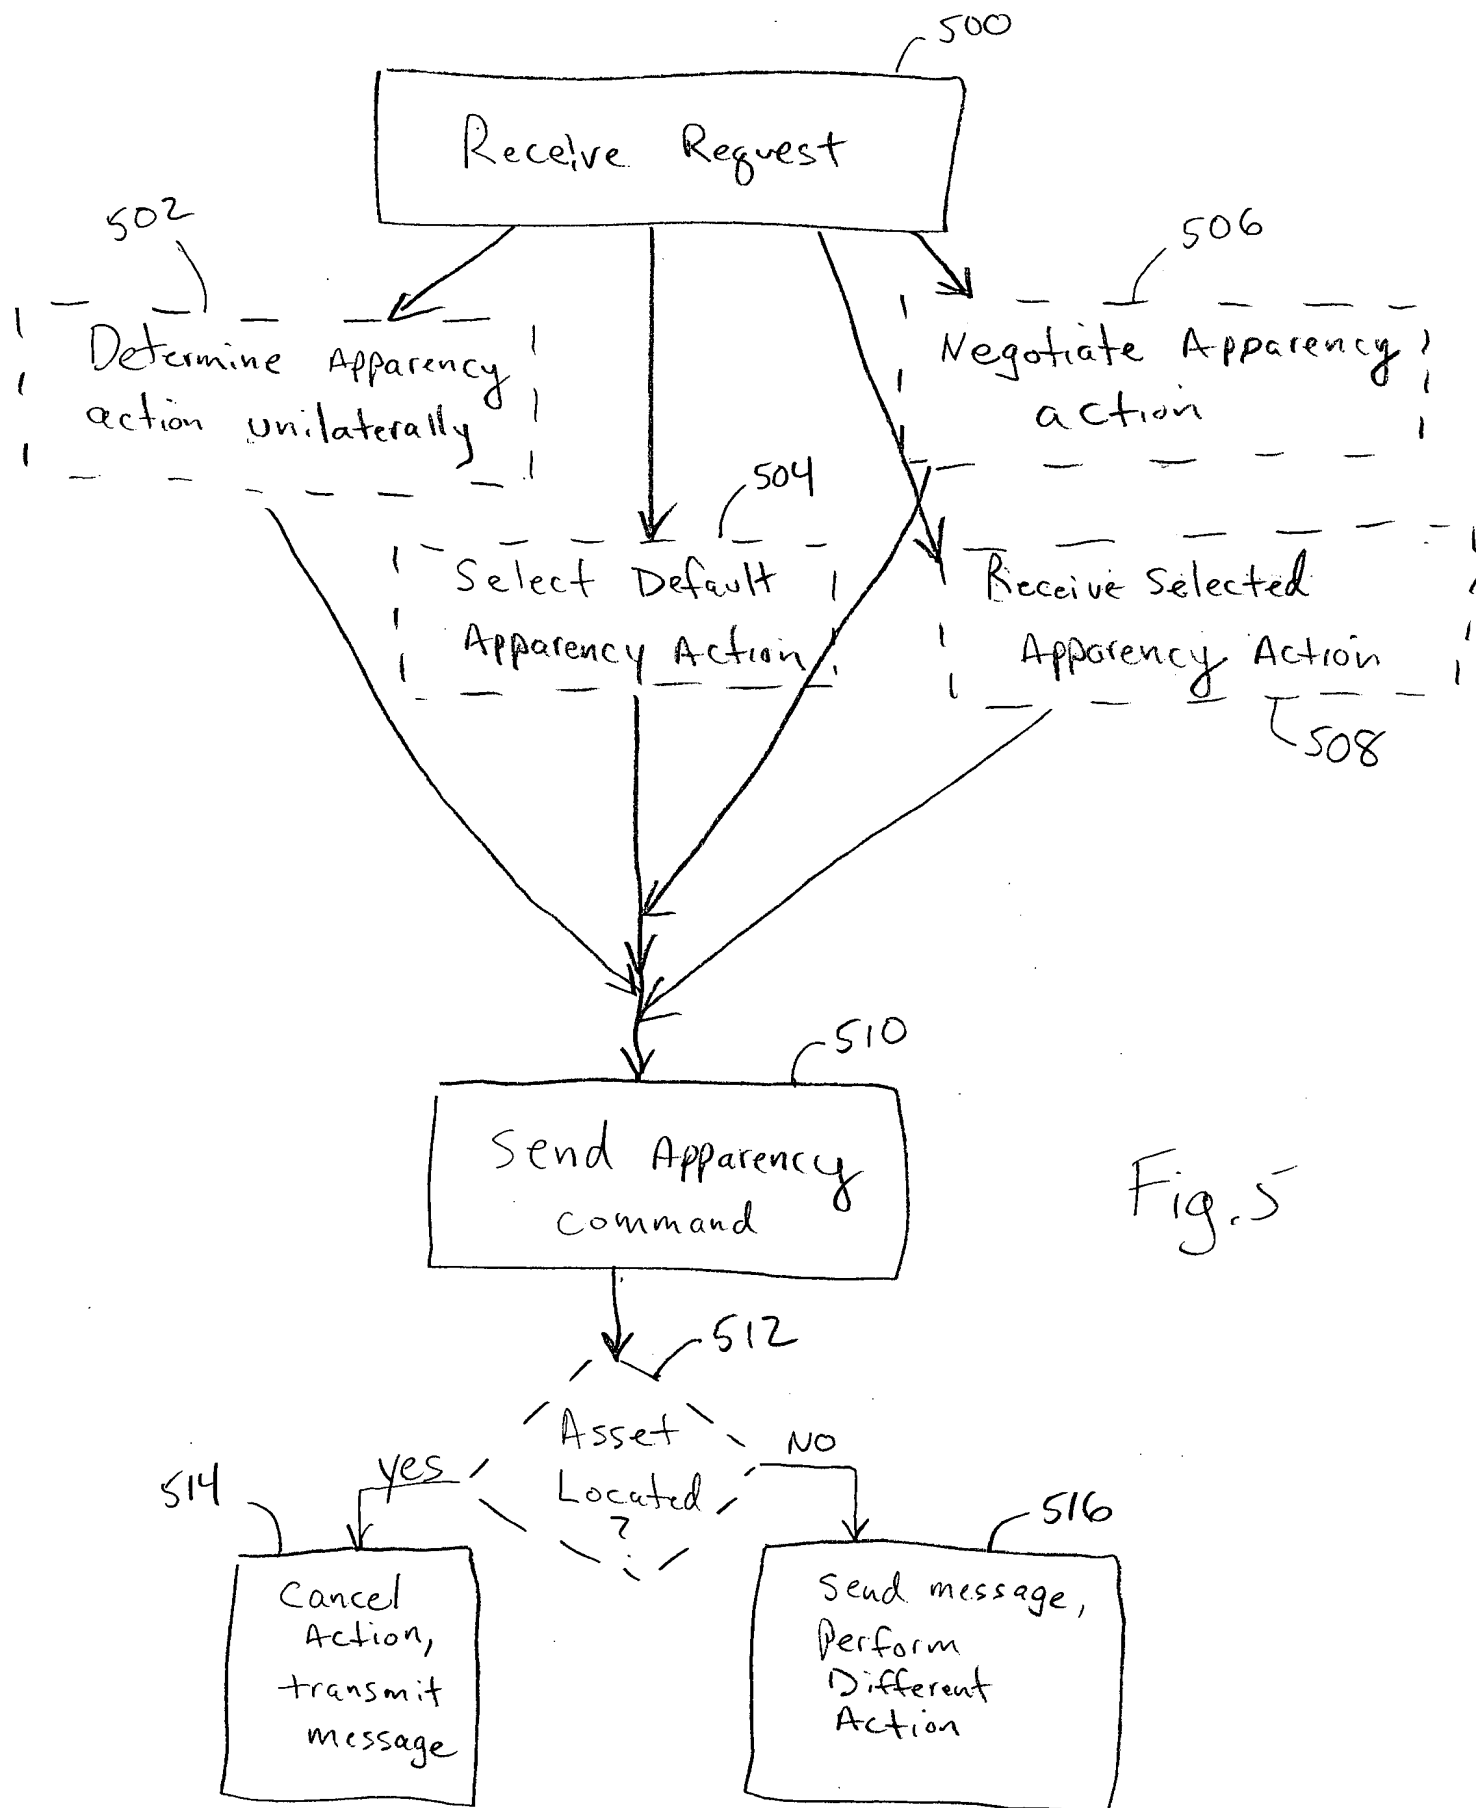 500
Receive Request
502
506
Determine Apparency
action unilaterally
Negotiate Apparency
action
504
Select Default
Apparency Action
Receive Selected
Apparency Action
508
510
Send Apparency
command
Fig. 5
512
Asset
Located
?
yes
NO
514
516
Cancel
Action,
transmit
message
Send message,
Perform
Different
Action